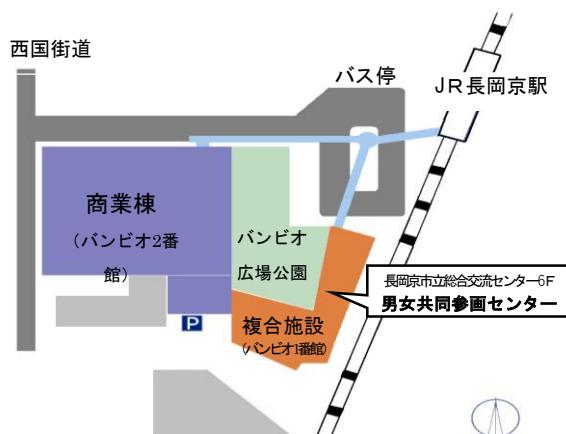 西国街道
バス停
JR長岡京駅
商業棟
（バンビオ2番
館）
バンビオ
広場公園
長岡京市立総合交流センター6F
男女共同参画センター
P
複合施設
(バンビオ1番館)